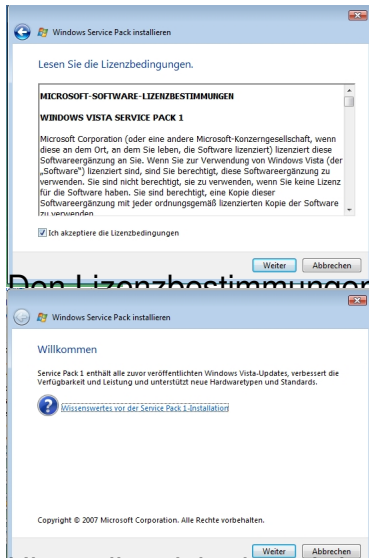 Windows Service Pack installieren
Lesen Sie die Lizenzbedingungen.
MICROSOFT-SOFTWARE-LIZENZBESTIMMUNGEN
WINDOWS VISTA SERVICE PACK 1
Microsoft Corporation (oder eine andere Microsoft-Konzerngesellschaft, wenn
diese an dem Ort, an dem Sie leben, die Software lizenziert) lizenziert diese
Softwareergänzung an Sie. Wenn Sie zur Verwendung von Windows Vista (der
„Software") lizenziert sind, sind Sie berechtigt, diese Softwareergänzung zu
verwenden. Sie sind nicht berechtigt, sie zu verwenden, wenn Sie keine Lizenz
für die Software haben. Sie sind berechtigt, eine Kopie dieser
Softwareergänzung mit jeder ordnungsgemäß lizenzierten Kopie der Software
zu verwenden.
Ich akzeptiere die Lizenzbedingungen
Weiter Abbrechen
Den Lizenzbestimmungen
Windows Service Pack installieren
Willkommen
Service Pack 1 enthält alle zuvor veröffentlichten Windows Vista-Updates, verbessert die
Verfügbarkeit und Leistung und unterstützt neue Hardwaretypen und Standards.
Wissenswertes vor der Service Pack 1-Installation
Copyright © 2007 Microsoft Corporation. Alle Rechte vorbehalten.
Weiter Abbrechen